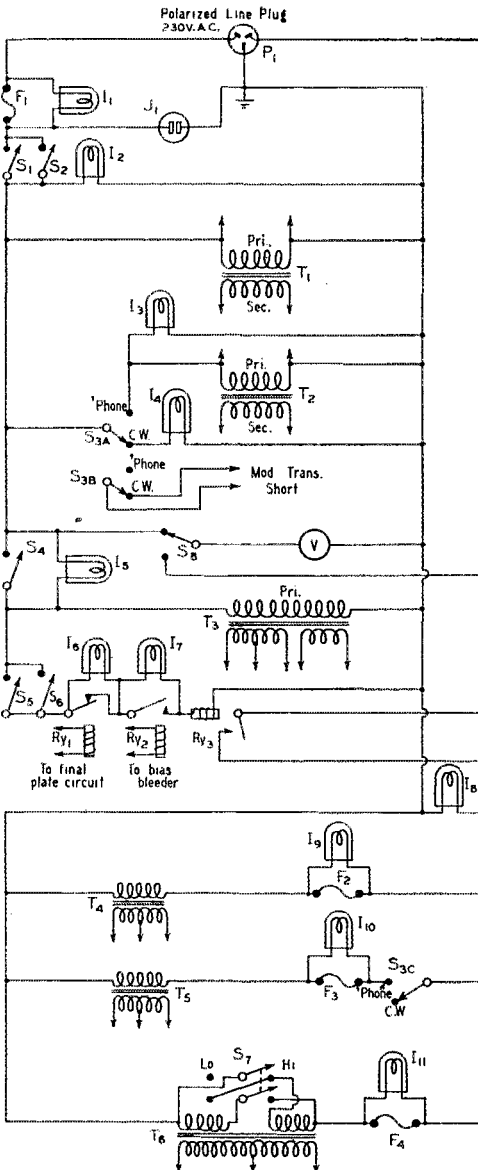 Polarized Line Plug
230V.A.C.
P1
F1
I1
J1
S1
S2
I2
Pri.
T1
Sec.
I3
Pri.
'Phone
I4
T2
Sec.
S3A
C.W.
'Phone
S3B
C.W.
Mod Trans.
Short
S4
I5
S8
V
Pri.
T3
I6
I7
S5
S6
Ry1
Ry2
Ry3
To final
plate circuit
To bias
bleeder
I8
I9
F2
T4
I10
S3C
F3
'Phone
C.W
T5
Lo
S7
Hi
I11
T6
F4